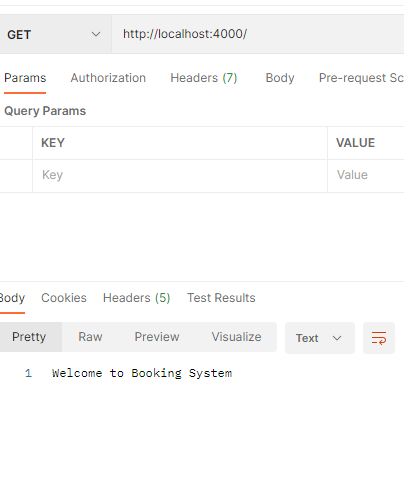 GET http://localhost:4000/
Params Authorization Headers (7) Body Pre-request Sc
Query Params
KEY VALUE
Key Value
Body Cookies Headers (5) Test Results
Pretty Raw Preview Visualize Text
1 Welcome to Booking System